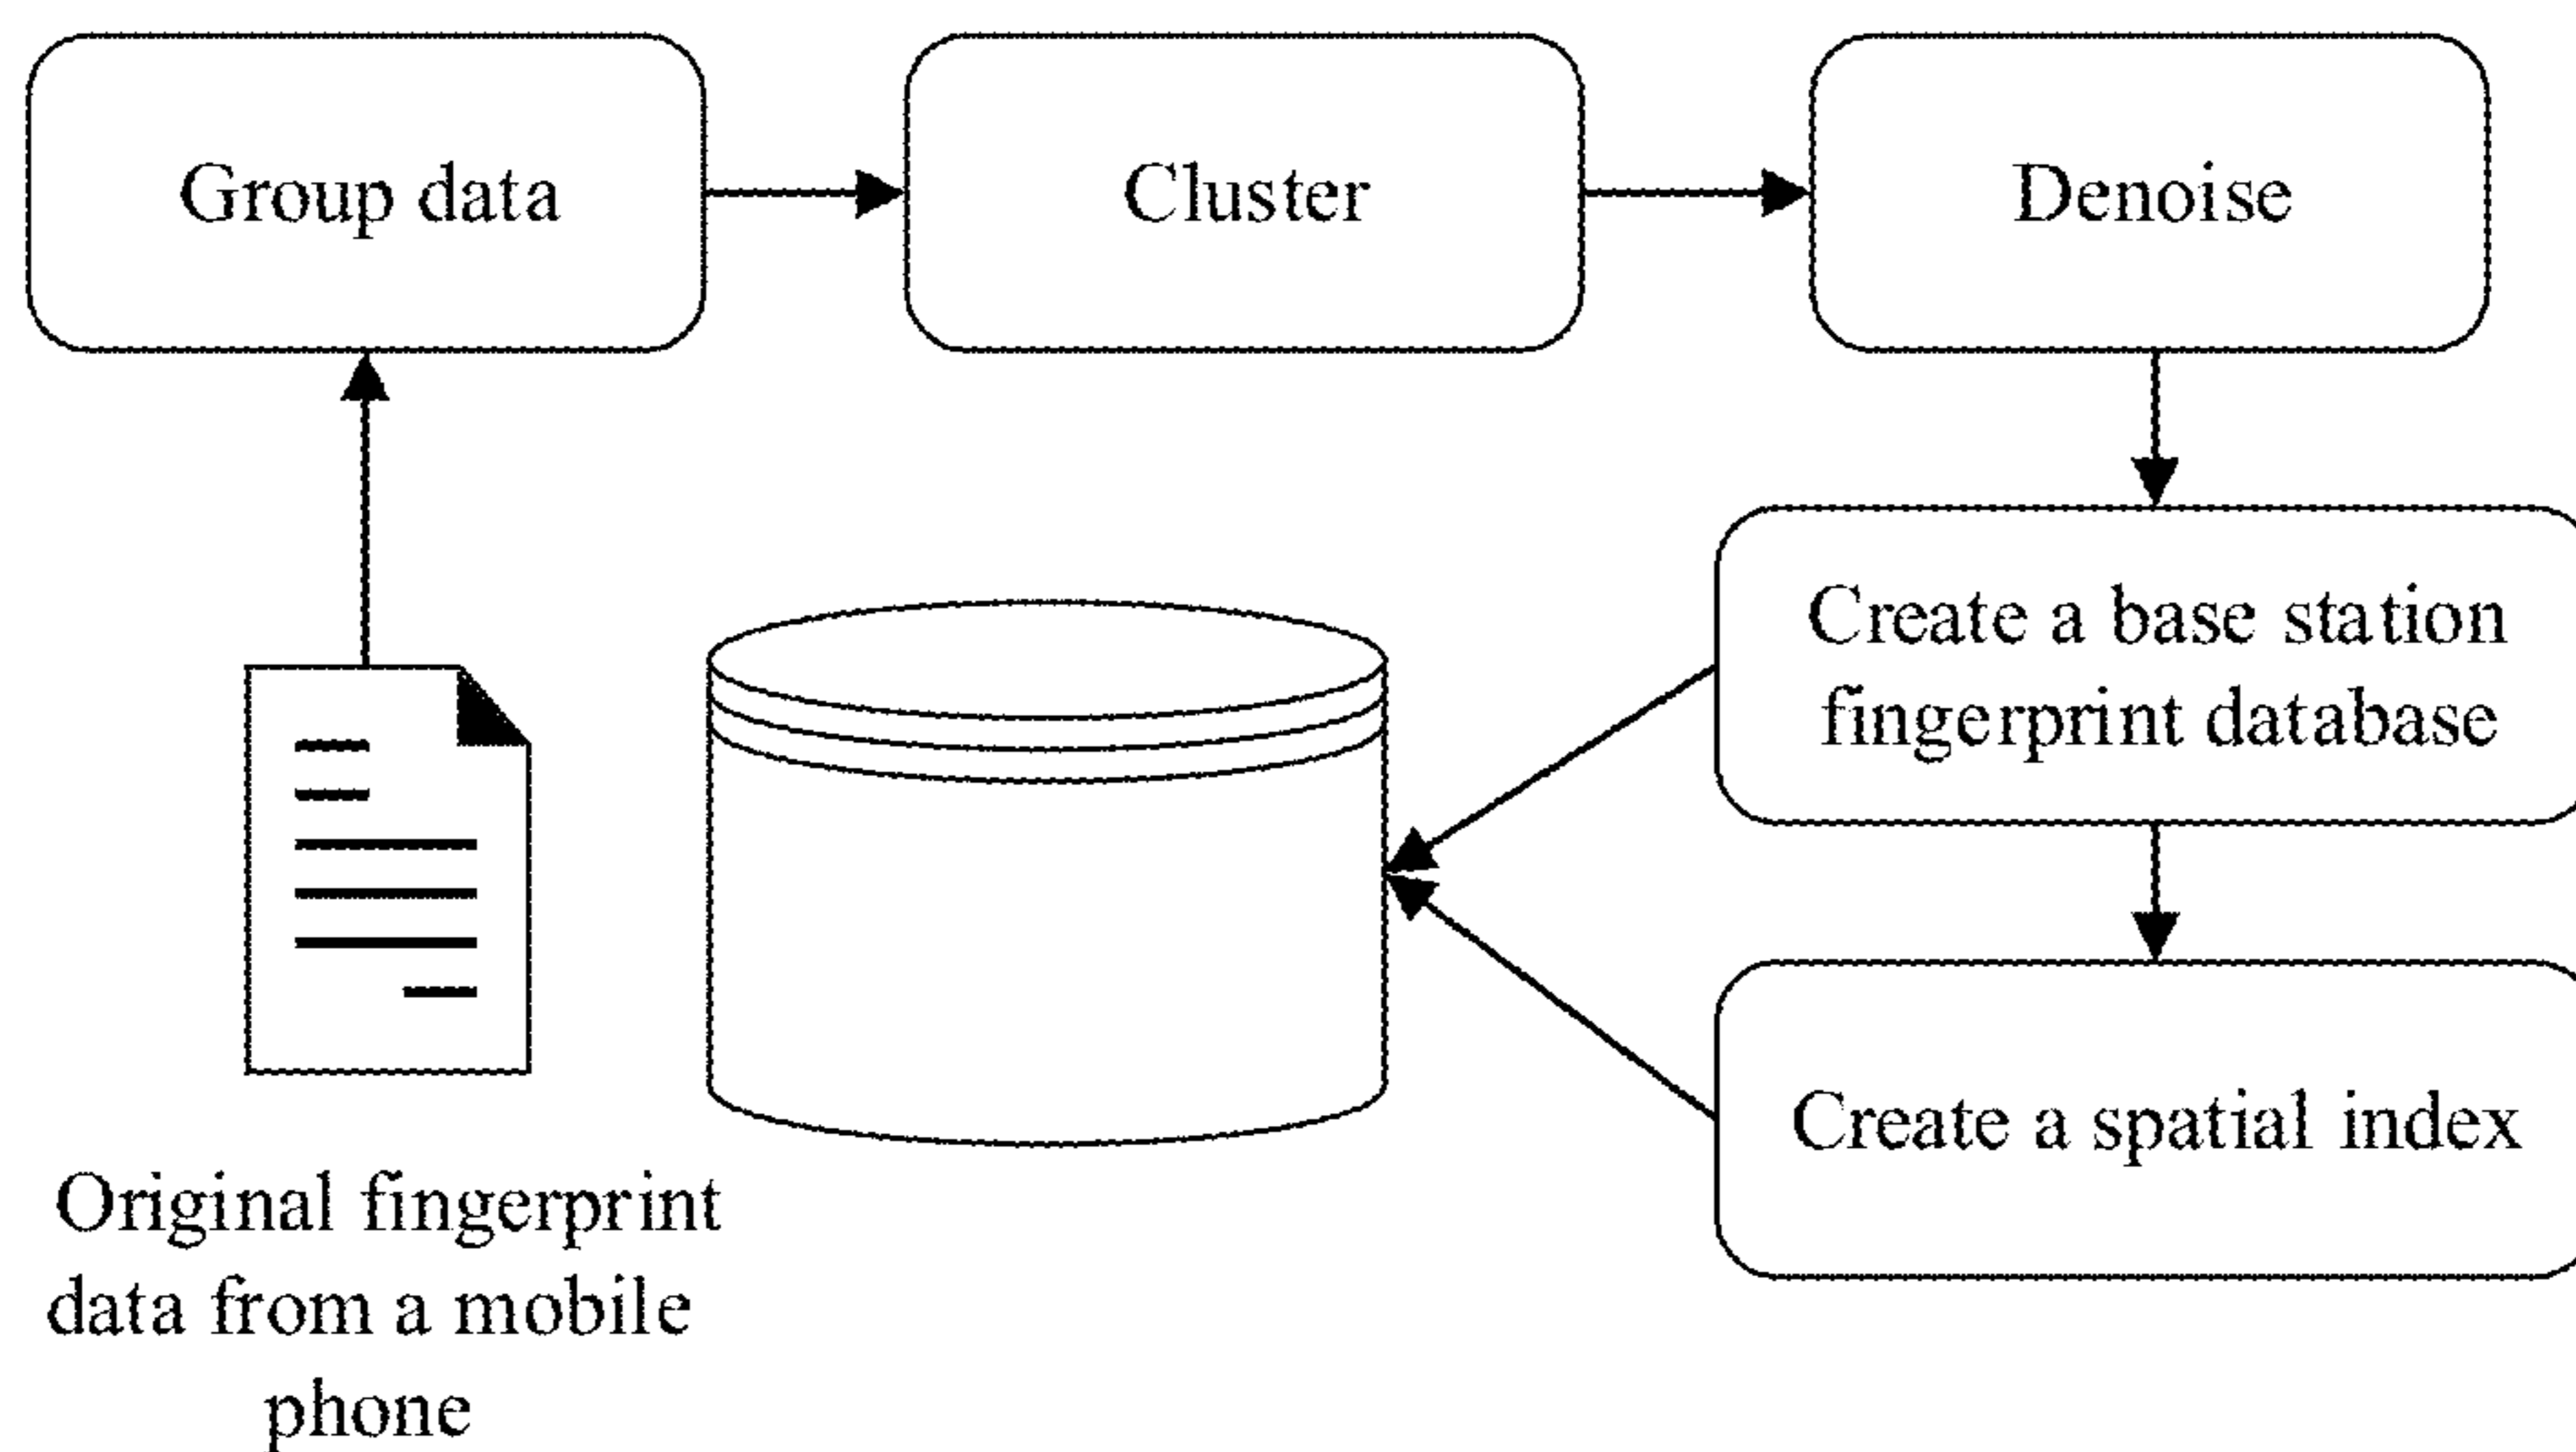 Group data
Cluster
Denoise
Create a base station
fingerprint database
Create a spatial index
Original fingerprint
data from a mobile
phone